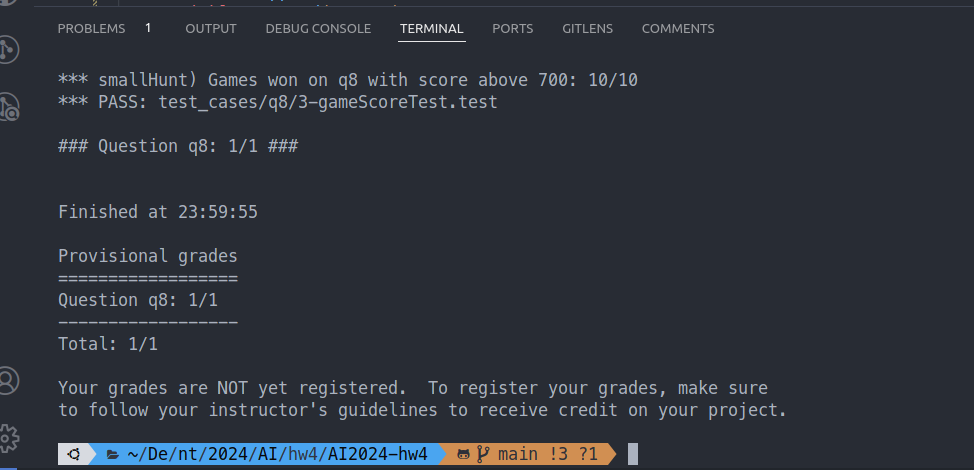 PROBLEMS 1 OUTPUT DEBUG CONSOLE TERMINAL PORTS GITLENS COMMENTS
*** smallHunt) Games won on q8 with score above 700: 10/10
*** PASS: test_cases/q8/3-gameScoreTest.test
### Question q8: 1/1 ###
Finished at 23:59:55
Provisional grades
==================
Question q8: 1/1
------------------
Total: 1/1
Your grades are NOT yet registered.  To register your grades, make sure
to follow your instructor's guidelines to receive credit on your project.
~/De/nt/2024/AI/hw4/AI2024-hw4 main !3 ?1